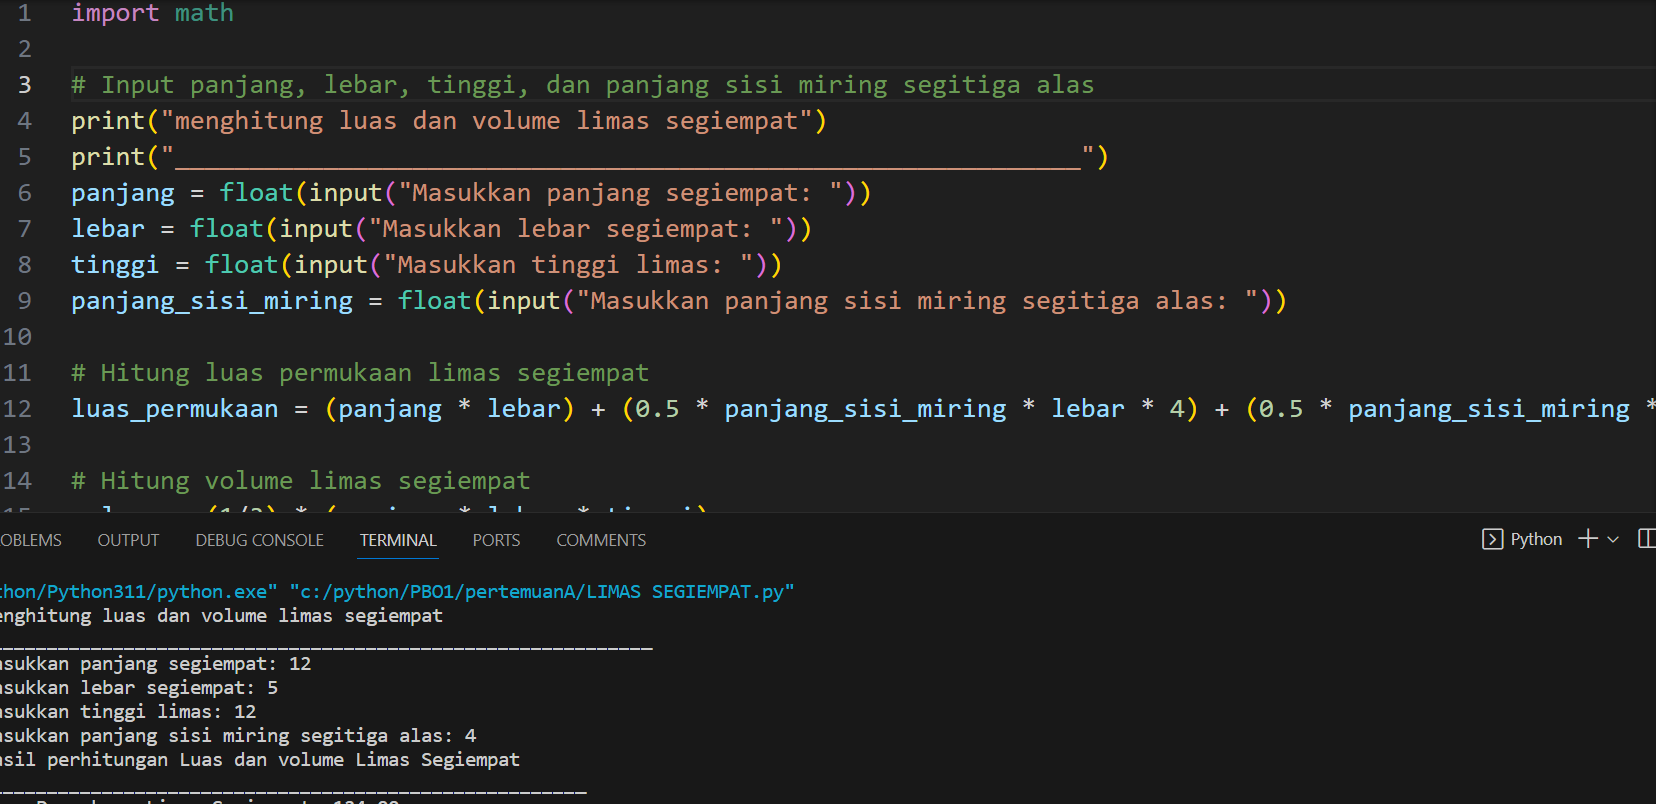 1 import math
2
3 # Input panjang, lebar, tinggi, dan panjang sisi miring segitiga alas
4 print("menghitung luas dan volume limas segiempat")
5 print("_____________________________________________________________")
6 panjang = float(input("Masukkan panjang segiempat: "))
7 lebar = float(input("Masukkan lebar segiempat: "))
8 tinggi = float(input("Masukkan tinggi limas: "))
9 panjang_sisi_miring = float(input("Masukkan panjang sisi miring segitiga alas: "))
10
11 # Hitung luas permukaan limas segiempat
12 luas_permukaan = (panjang * lebar) + (0.5 * panjang_sisi_miring * lebar * 4) + (0.5 * panjang_sisi_miring *
13
14 # Hitung volume limas segiempat
OBLEMS OUTPUT DEBUG CONSOLE TERMINAL PORTS COMMENTS Python
thon/Python311/python.exe" "c:/python/PBO1/pertemuanA/LIMAS SEGIEMPAT.py"
enghitung luas dan volume limas segiempat
____________________________________________________________
asukkan panjang segiempat: 12
asukkan lebar segiempat: 5
asukkan tinggi limas: 12
asukkan panjang sisi miring segitiga alas: 4
asil perhitungan Luas dan volume Limas Segiempat
______________________________________________________